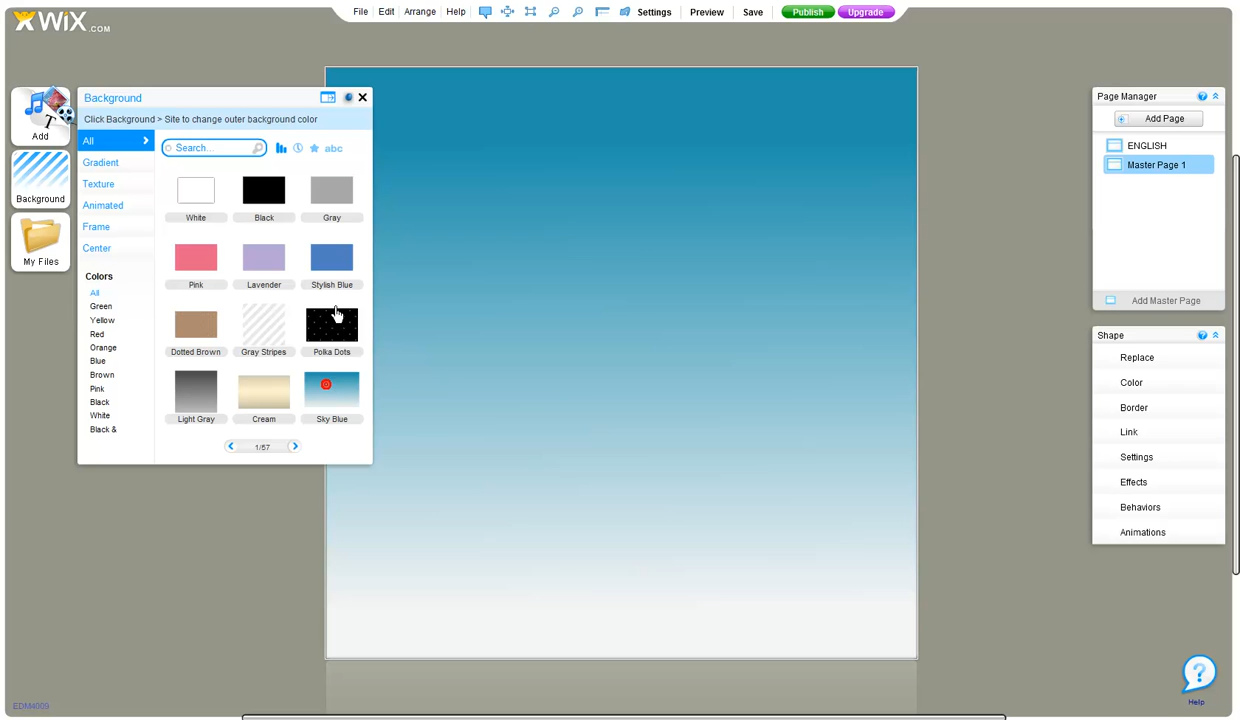 WiX.COM
File Edit Arrange Help Settings Preview Save Publish Upgrade
Add
Background
My Files
Background
Click Background > Site to change outer background color
All
Gradient
Texture
Animated
Frame
Center
Colors
All
Green
Yellow
Red
Orange
Blue
Brown
Pink
Black
White
Black &
Search... abc
White Black Gray
Pink Lavender Stylish Blue
Dotted Brown Gray Stripes Polka Dots
Light Gray Cream Sky Blue
1/57
Page Manager
Add Page
ENGLISH
Master Page 1
Add Master Page
Shape
Replace
Color
Border
Link
Settings
Effects
Behaviors
Animations
Help
EDM4009